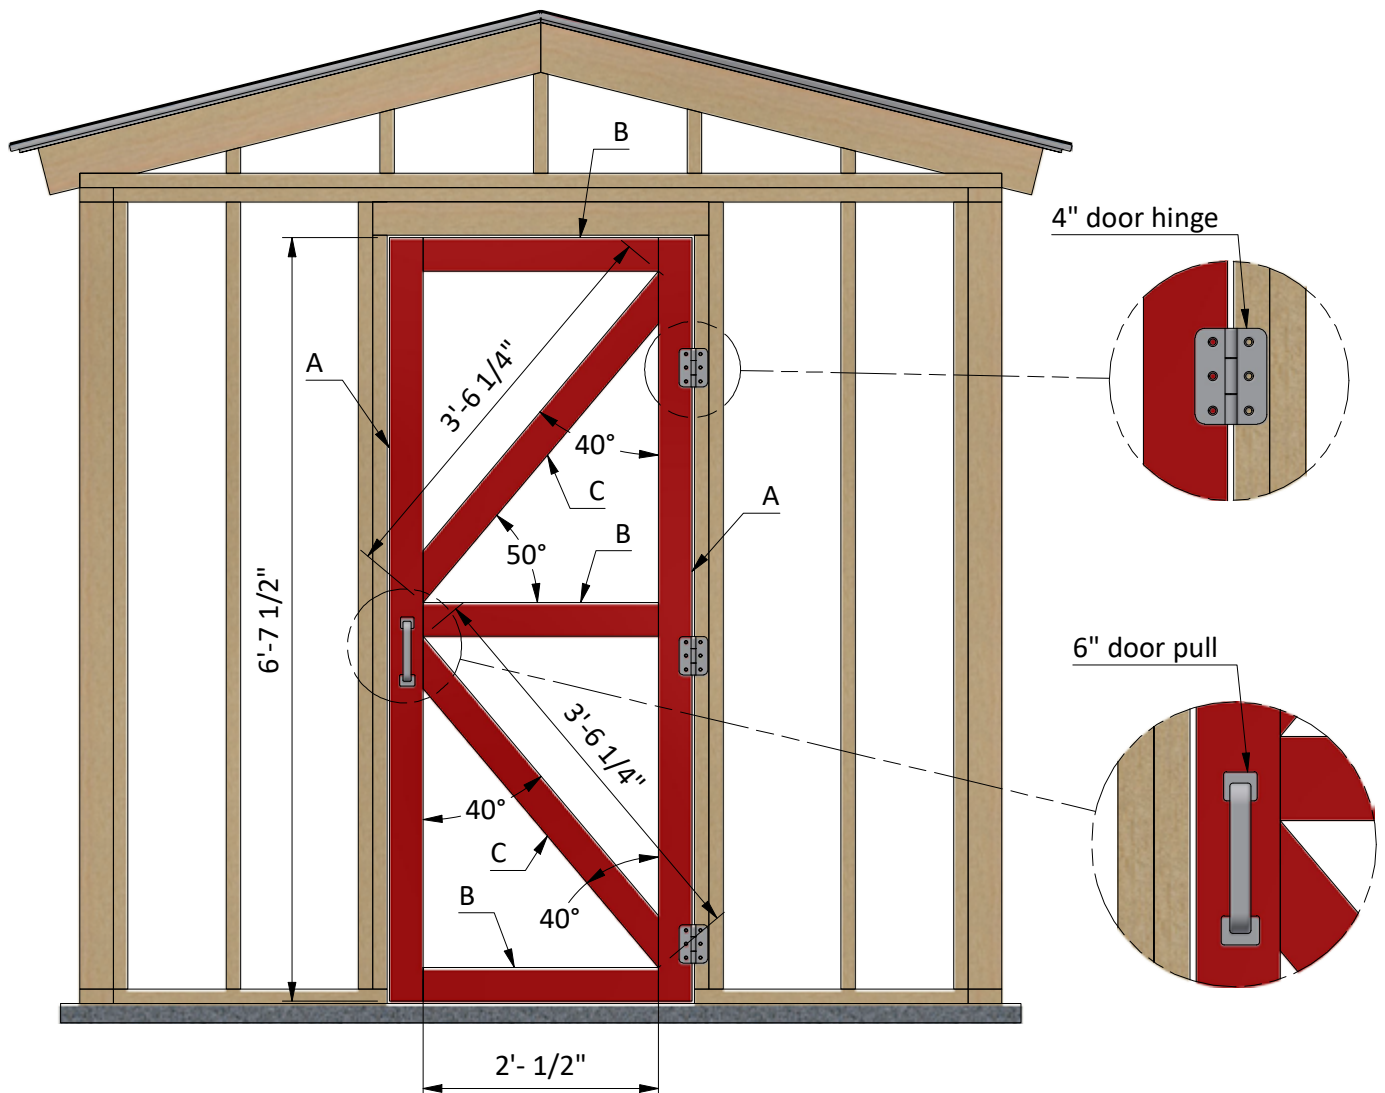 B
4" door hinge
A
3'-6 1/4"
40°
C
A
50°
B
6'-7 1/2"
6" door pull
3'-6 1/4"
40°
C
B
40°
2'- 1/2"